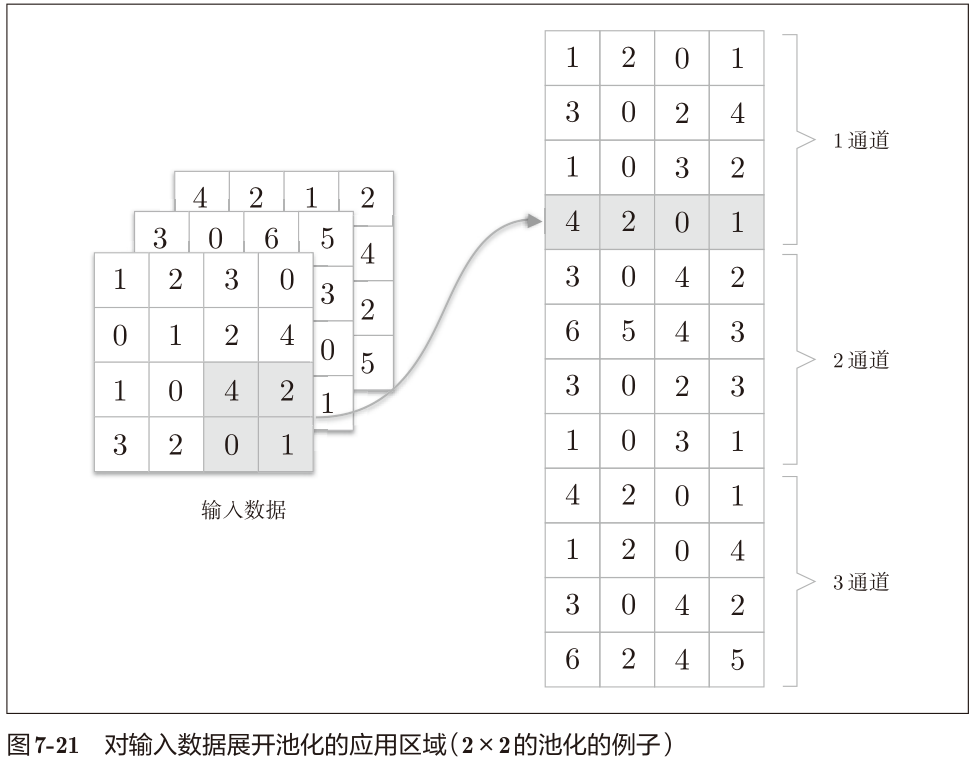 4 2 1 2
3 0 6 5
4
1 2 3 0
3
2
0 1 2 4
0
5
1 0 4 2
1
3 2 0 1
输入数据
1 2 0 1
3 0 2 4
1 0 3 2
4 2 0 1
1通道
3 0 4 2
6 5 4 3
3 0 2 3
1 0 3 1
2通道
4 2 0 1
1 2 0 4
3 0 4 2
6 2 4 5
3通道
图7-21 对输入数据展开池化的应用区域(2×2的池化的例子)